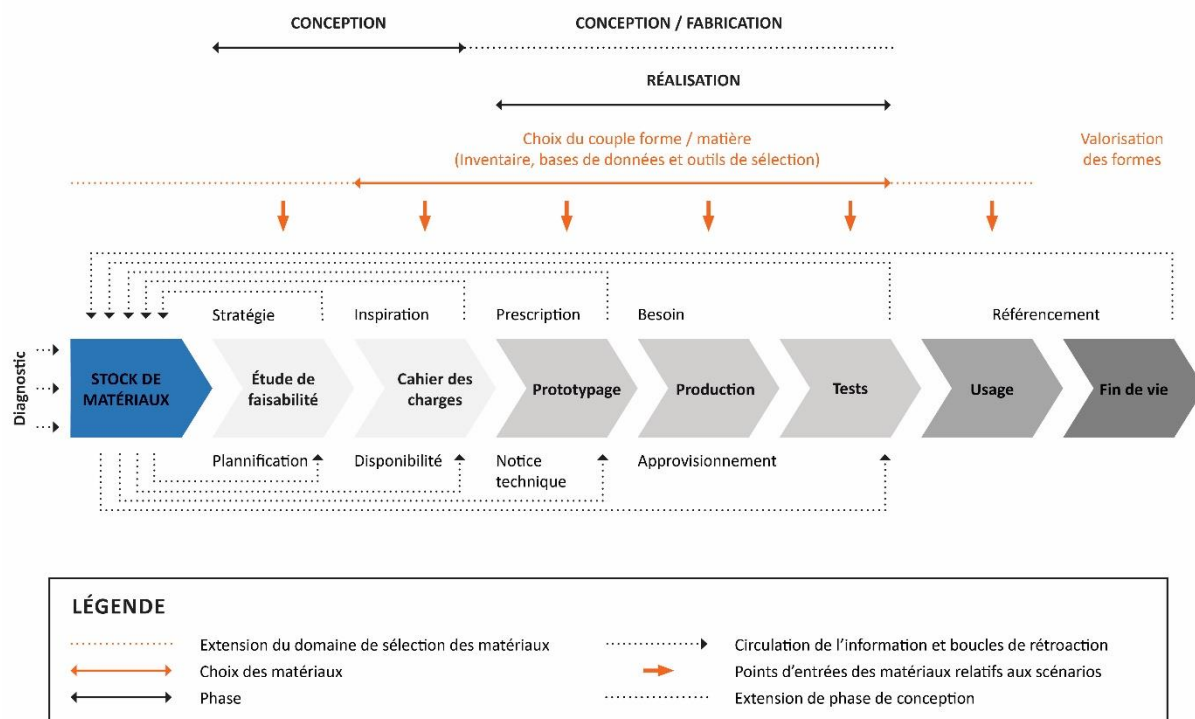 CONCEPTION
CONCEPTION / FABRICATION
RÉALISATION
Choix du couple forme / matière
(Inventaire, bases de données et outils de sélection)
Valorisation
des formes
Stratégie
Inspiration
Prescription
Besoin
Référencement
Diagnostic
STOCK DE
MATÉRIAUX
Étude de
faisabilité
Cahier des
charges
Prototypage
Production
Tests
Usage
Fin de vie
Plannification
Disponibilité
Notice
technique
Approvisionnement
LÉGENDE
Extension du domaine de sélection des matériaux
Choix des matériaux
Phase
Circulation de l'information et boucles de rétroaction
Points d'entrées des matériaux relatifs aux scénarios
Extension de phase de conception